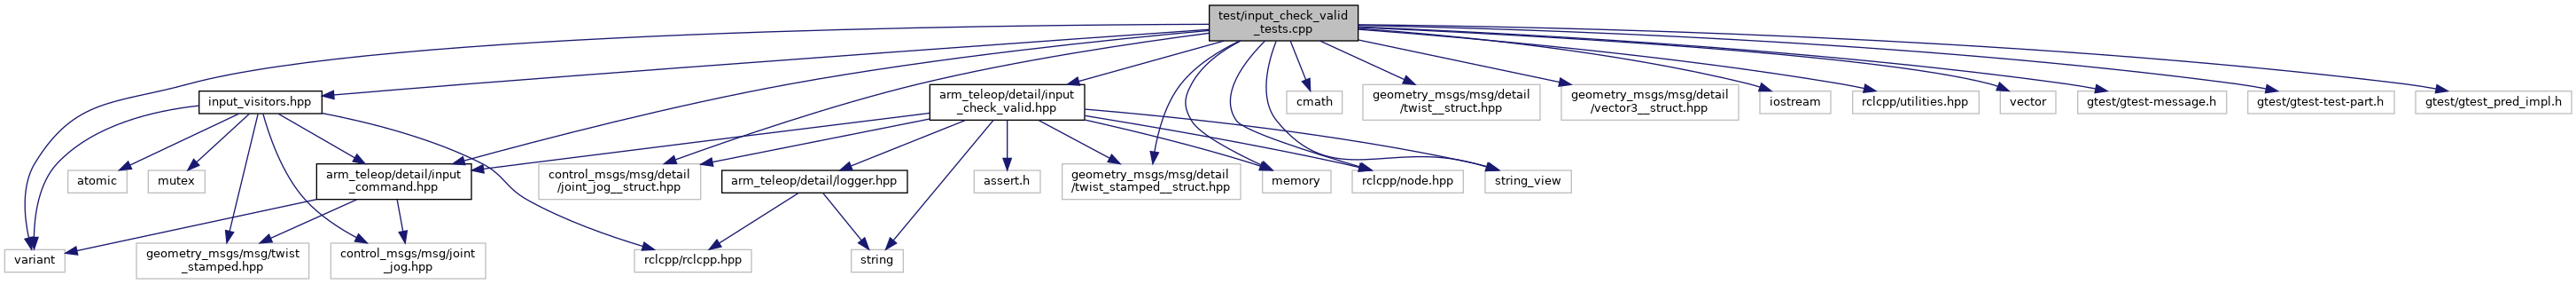 test/input_check_valid
_tests.cpp
input_visitors.hpp
arm_teleop/detail/input
_check_valid.hpp
cmath
geometry_msgs/msg/detail
/twist__struct.hpp
geometry_msgs/msg/detail
/vector3__struct.hpp
iostream
rclcpp/utilities.hpp
vector
gtest/gtest-message.h
gtest/gtest-test-part.h
gtest/gtest_pred_impl.h
atomic
mutex
arm_teleop/detail/input
_command.hpp
control_msgs/msg/detail
/joint_jog__struct.hpp
arm_teleop/detail/logger.hpp
assert.h
geometry_msgs/msg/detail
/twist_stamped__struct.hpp
memory
rclcpp/node.hpp
string_view
variant
geometry_msgs/msg/twist
_stamped.hpp
control_msgs/msg/joint
_jog.hpp
rclcpp/rclcpp.hpp
string